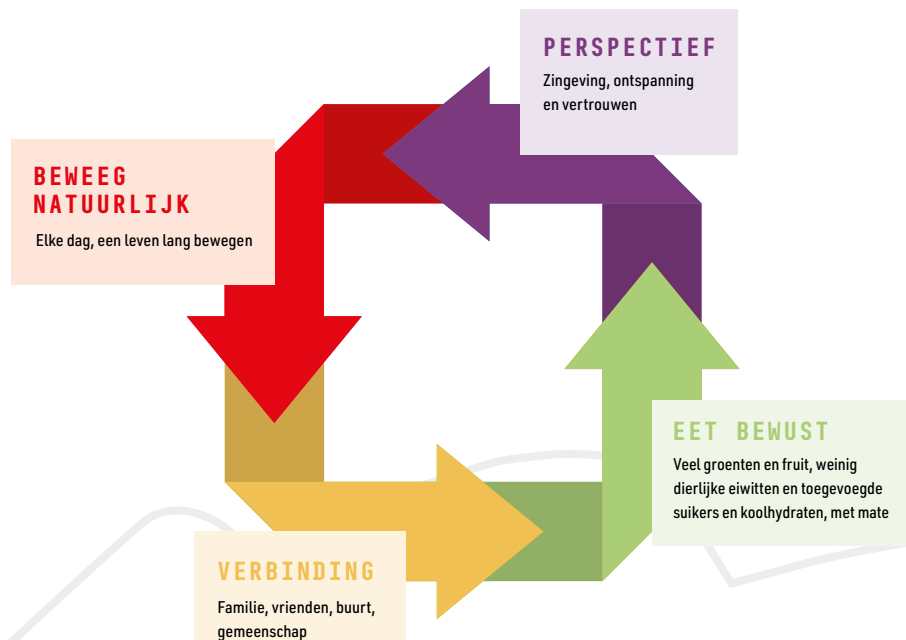 PERSPECTIEF
Zingeving, ontspanning
en vertrouwen
BEWEEG
NATUURLIJK
Elke dag, een leven lang bewegen
EET BEWUST
Veel groenten en fruit, weinig
dierlijke eiwitten en toegevoegde
suikers en koolhydraten, met mate
VERBINDING
Familie, vrienden, buurt,
gemeenschap